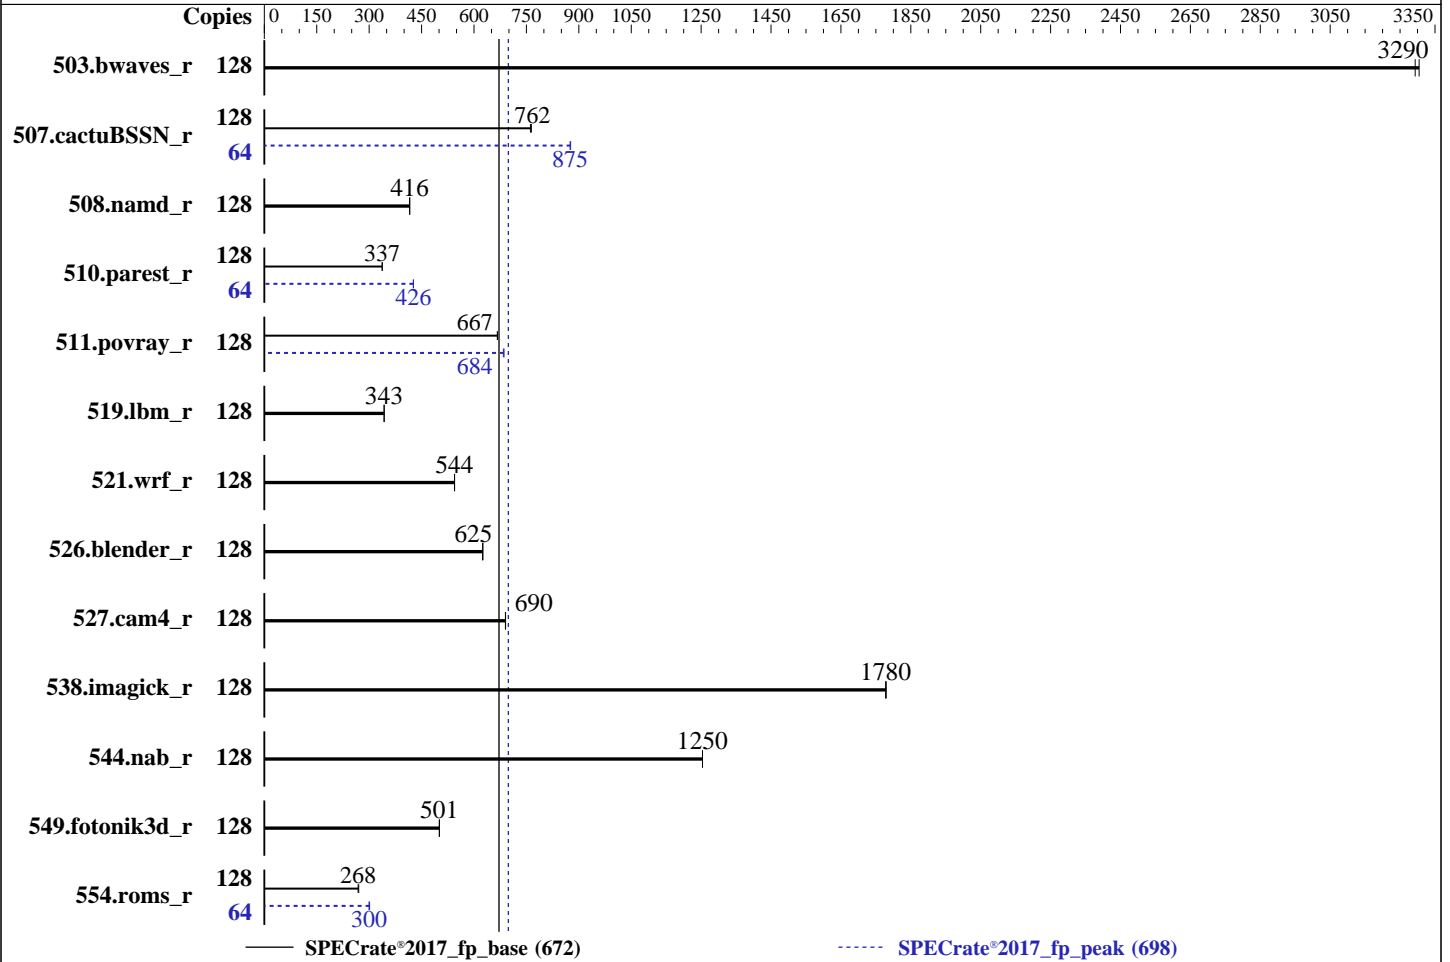 Copies 0 150 300 450 600 750 900 1050 1250 1450 1650 1850 2050 2250 2450 2650 2850 3050 3350
3290
503.bwaves_r 128
762
128
507.cactuBSSN_r
64
875
416
508.namd_r 128
337
128
510.parest_r
64
426
667
511.povray_r 128
684
343
519.lbm_r 128
544
521.wrf_r 128
625
526.blender_r 128
690
527.cam4_r 128
1780
538.imagick_r 128
1250
544.nab_r 128
501
549.fotonik3d_r 128
268
128
554.roms_r
64
300
SPECrate®2017_fp_base (672) SPECrate®2017_fp_peak (698)